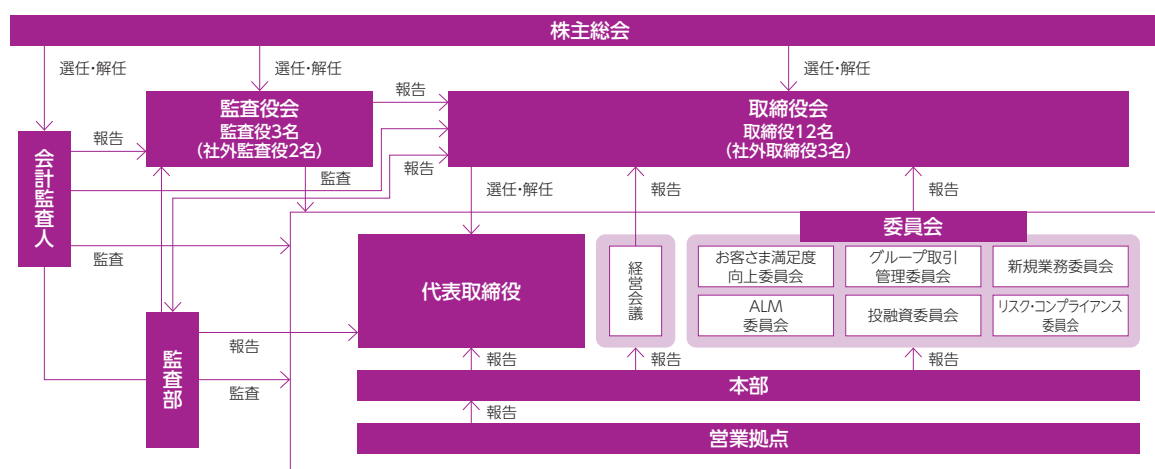 株主総会
選任・解任
選任・解任
選任・解任
監査役会
監査役3名
（社外監査役2名）
報告
取締役会
取締役12名
（社外取締役3名）
会計監査人
報告
報告
監査
選任・解任
報告
報告
監査
代表取締役
経営会議
委員会
お客さま満足度
向上委員会
グループ取引
管理委員会
新規業務委員会
ALM
委員会
投融資委員会
リスク・コンプライアンス
委員会
監査部
報告
監査
報告
報告
報告
本部
報告
営業拠点